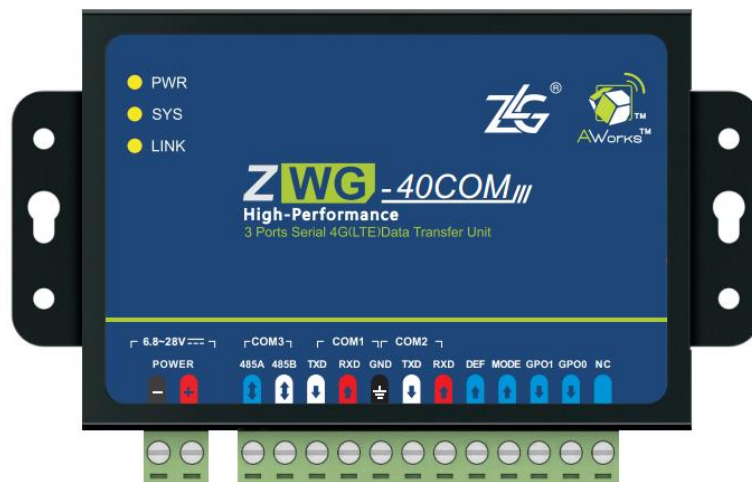 PWR
SYS
LINK
ZLG®
AWorks™
™
ZWG-40COM
High-Performance
3 Ports Serial 4G(LTE)Data Transfer Unit
6.8~28V COM3 COM1 COM2
POWER 485A 485B TXD RXD GND TXD RXD DEF MODE GPO1 GPO0 NC
- +